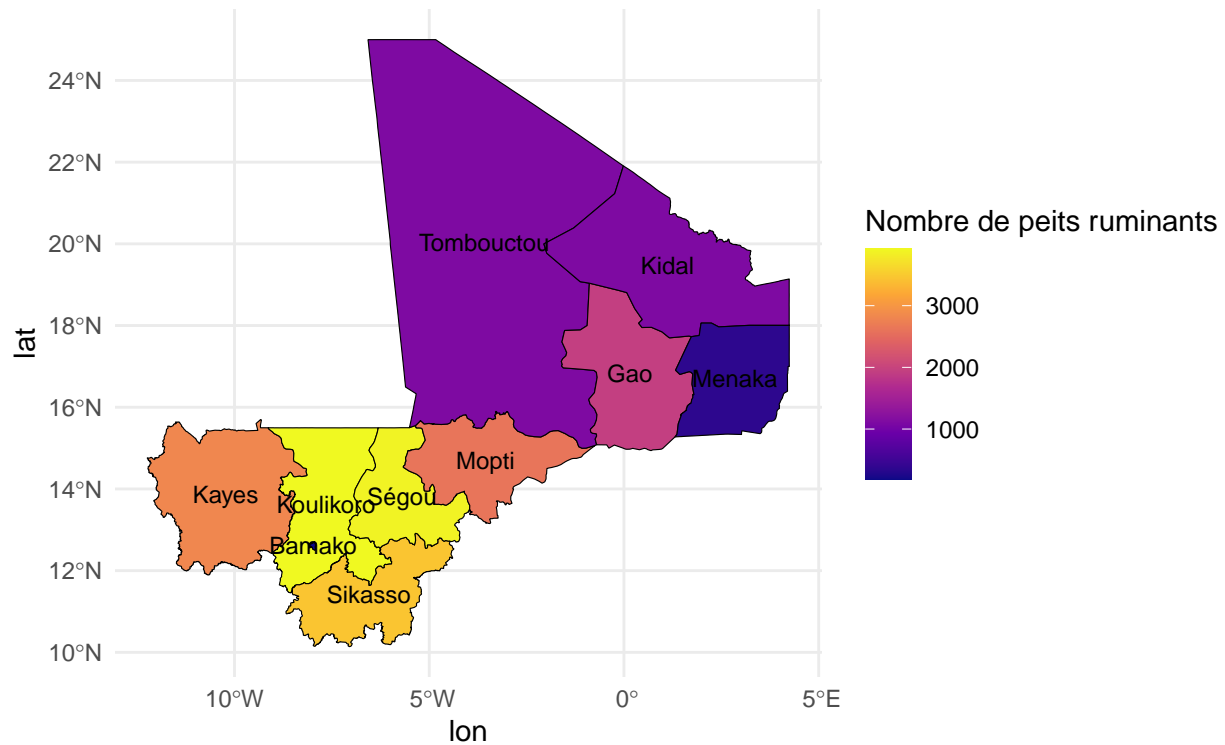 24°N
22°N
20°N
18°N
16°N
14°N
12°N
10°N
lat
Tombouctou
Kidal
Gao
Menaka
Mopti
Kayes
Ségou
Koulikoro
Bamako
Sikasso
10°W
5°W
0°
5°E
lon
Nombre de peits ruminants
3000
2000
1000